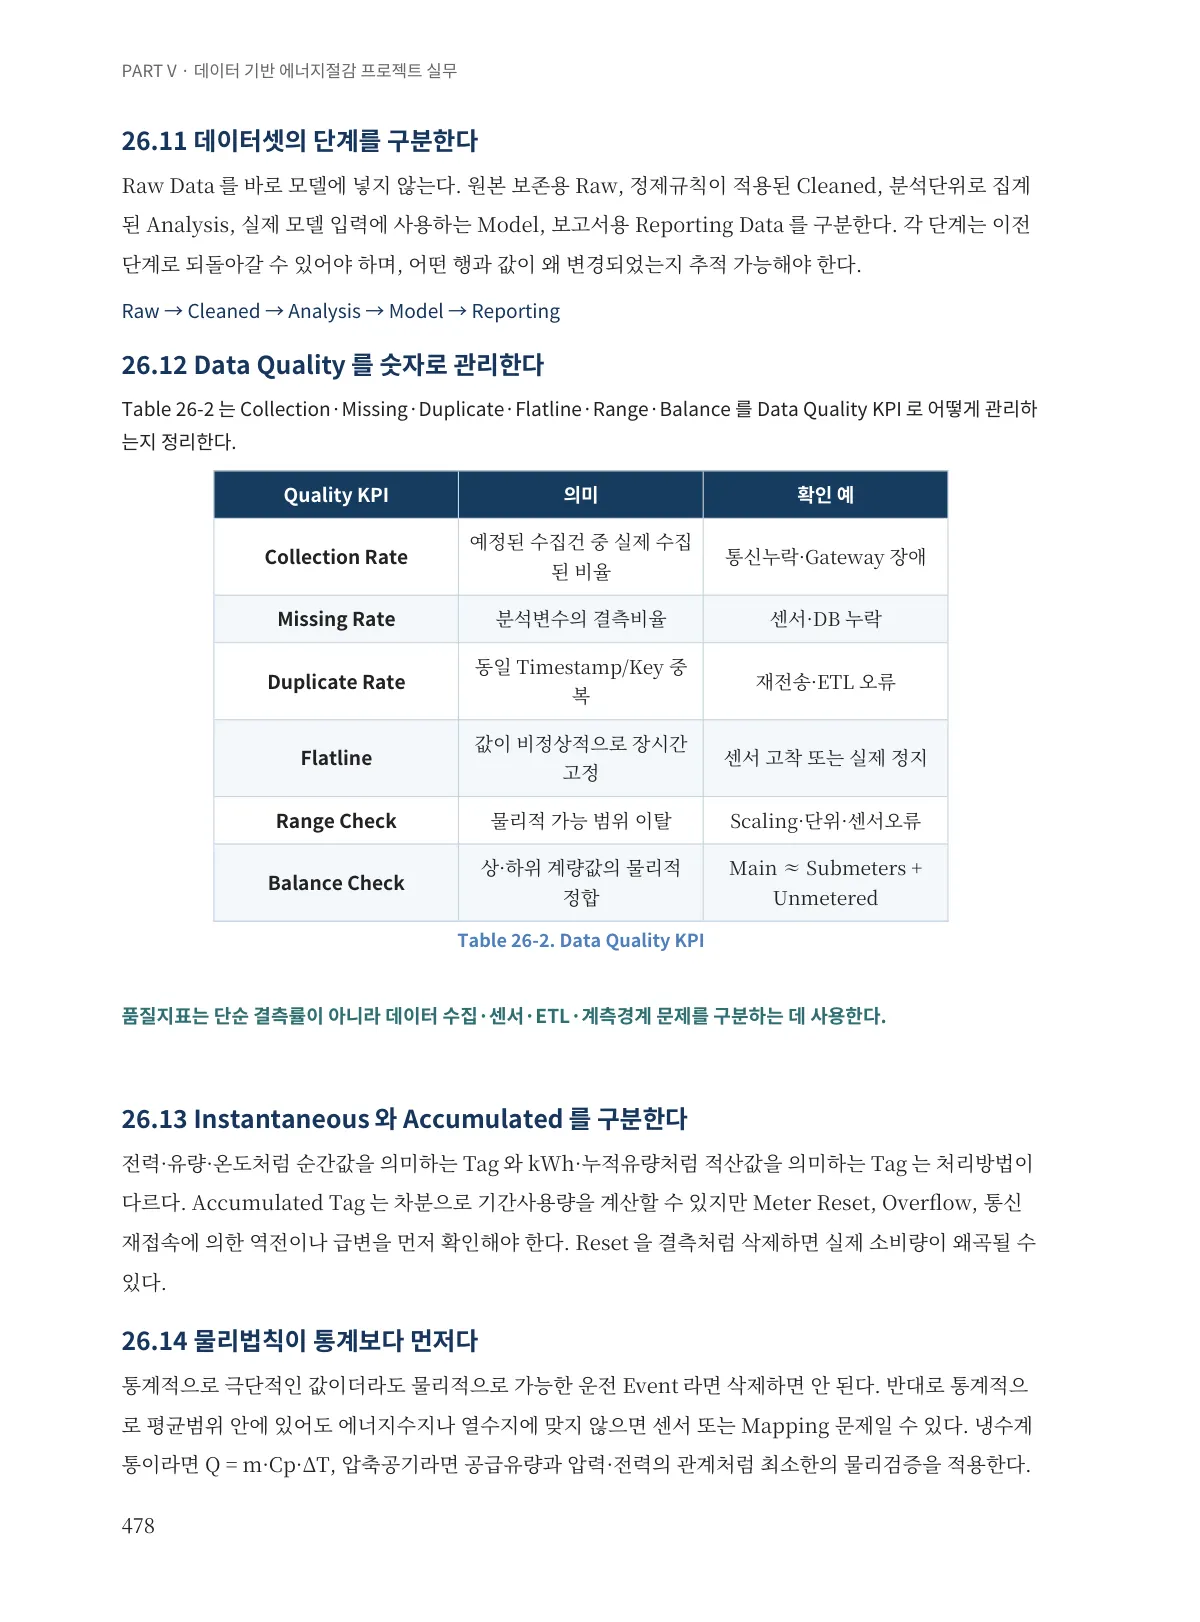 PART V · 데이터 기반 에너지절감 프로젝트 실무
26.11 데이터셋의 단계를 구분한다
Raw Data 를 바로 모델에 넣지 않는다. 원본 보존용 Raw, 정제규칙이 적용된 Cleaned, 분석단위로 집계
된 Analysis, 실제 모델 입력에 사용하는 Model, 보고서용 Reporting Data 를 구분한다. 각 단계는 이전
단계로 되돌아갈 수 있어야 하며, 어떤 행과 값이 왜 변경되었는지 추적 가능해야 한다.
Raw → Cleaned → Analysis → Model → Reporting
26.12 Data Quality 를 숫자로 관리한다
Table 26-2 는 Collection·Missing·Duplicate·Flatline·Range·Balance 를 Data Quality KPI 로 어떻게 관리하
는지 정리한다.
Quality KPI 의미 확인 예
Collection Rate 예정된 수집건 중 실제 수집
된 비율 통신누락·Gateway 장애
Missing Rate 분석변수의 결측비율 센서·DB 누락
Duplicate Rate 동일 Timestamp/Key 중
복 재전송·ETL 오류
Flatline 값이 비정상적으로 장시간
고정 센서 고착 또는 실제 정지
Range Check 물리적 가능 범위 이탈 Scaling·단위·센서오류
Balance Check 상·하위 계량값의 물리적
정합 Main ≈ Submeters +
Unmetered
Table 26-2. Data Quality KPI
품질지표는 단순 결측률이 아니라 데이터 수집·센서·ETL·계측경계 문제를 구분하는 데 사용한다.
26.13 Instantaneous 와 Accumulated 를 구분한다
전력·유량·온도처럼 순간값을 의미하는 Tag 와 kWh·누적유량처럼 적산값을 의미하는 Tag 는 처리방법이
다르다. Accumulated Tag 는 차분으로 기간사용량을 계산할 수 있지만 Meter Reset, Overflow, 통신
재접속에 의한 역전이나 급변을 먼저 확인해야 한다. Reset 을 결측처럼 삭제하면 실제 소비량이 왜곡될 수
있다.
26.14 물리법칙이 통계보다 먼저다
통계적으로 극단적인 값이더라도 물리적으로 가능한 운전 Event 라면 삭제하면 안 된다. 반대로 통계적으
로 평균범위 안에 있어도 에너지수지나 열수지에 맞지 않으면 센서 또는 Mapping 문제일 수 있다. 냉수계
통이라면 Q = m·Cp·ΔT, 압축공기라면 공급유량과 압력·전력의 관계처럼 최소한의 물리검증을 적용한다.
478